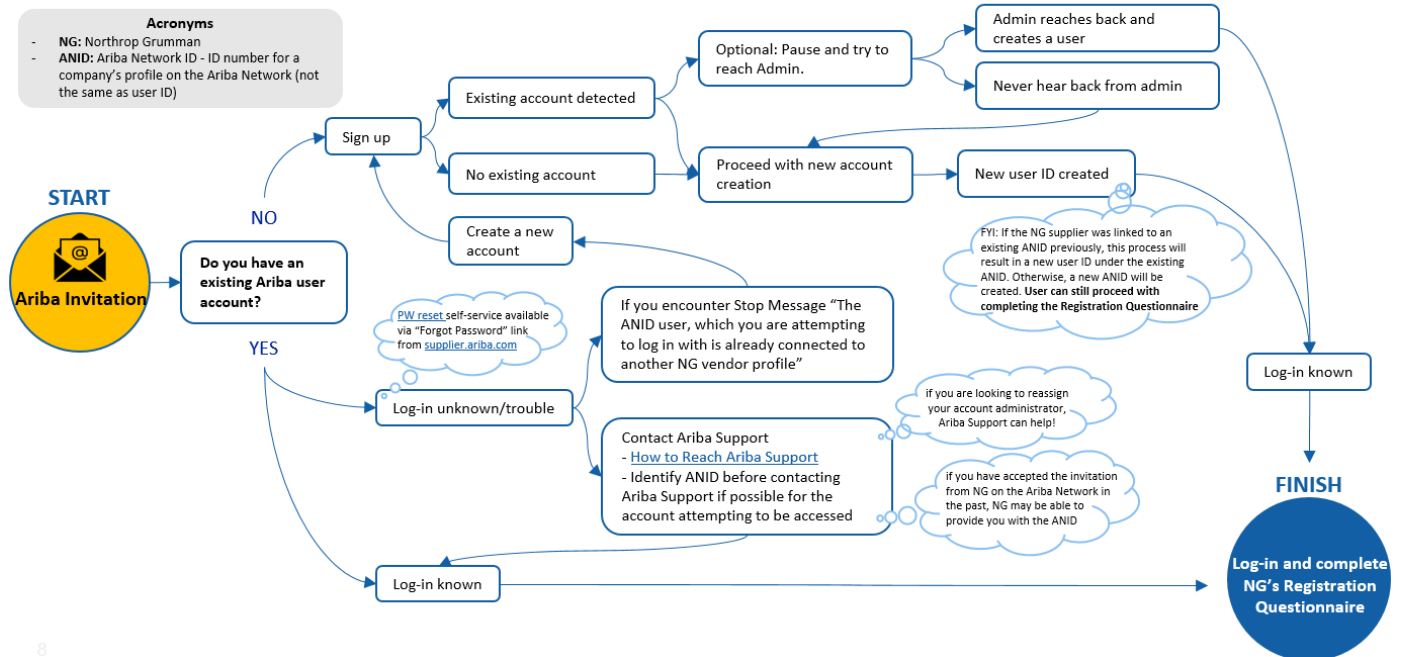 Acronyms
- NG: Northrop Grumman
- ANID: Ariba Network ID - ID number for a
company's profile on the Ariba Network (not
the same as user ID)
START
@
Ariba Invitation
Do you have an
existing Ariba user
account?
NO
YES
Sign up
Existing account detected
No existing account
Create a new
account
Optional: Pause and try to
reach Admin.
Admin reaches back and
creates a user
Never hear back from admin
Proceed with new account
creation
New user ID created
FYI: If the NG supplier was linked to an
existing ANID previously, this process will
result in a new user ID under the existing
ANID. Otherwise, a new ANID will be
created. User can still proceed with
completing the Registration Questionnaire
PW reset self-service available
via "Forgot Password" link
from supplier.ariba.com
Log-in unknown/trouble
If you encounter Stop Message “The
ANID user, which you are attempting
to log in with is already connected to
another NG vendor profile”
Contact Ariba Support
- How to Reach Ariba Support
- Identify ANID before contacting
Ariba Support if possible for the
account attempting to be accessed
if you are looking to reassign
your account administrator,
Ariba Support can help!
if you have accepted the invitation
from NG on the Ariba Network in
the past, NG may be able to
provide you with the ANID
Log-in known
Log-in known
FINISH
Log-in and complete
NG's Registration
Questionnaire
8